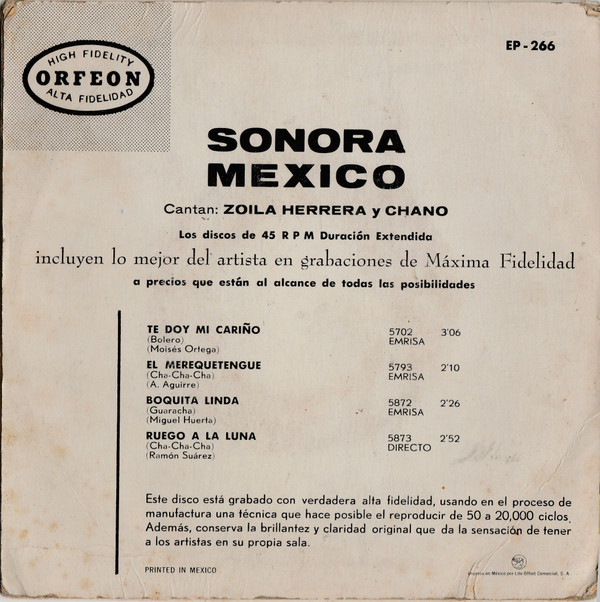 HIGH FIDELITY
ORFEON
ALTA FIDELIDAD
EP - 266
SONORA
MEXICO
Cantan: ZOILA HERRERA y CHANO
Los discos de 45 R P M Duración Extendida
incluyen lo mejor del artista en grabaciones de Máxima Fidelidad
a precios que están al alcance de todas las posibilidades
TE DOY MI CARIÑO 5702 3'06
(Bolero) EMRISA
(Moisés Ortega)
EL MEREQUETENGUE 5793 2'10
(Cha-Cha-Cha) EMRISA
(A. Aguirre)
BOQUITA LINDA 5872 2'26
(Guaracha) EMRISA
(Miguel Huerta)
RUEGO A LA LUNA 5873 2'52
(Cha-Cha-Cha) DIRECTO
(Ramón Suárez)
Este disco está grabado con verdadera alta fidelidad, usando en el proceso de
manufactura una técnica que hace posible el reproducir de 50 a 20,000 ciclos.
Además, conserva la brillantez y claridad original que da la sensación de tener
a los artistas en su propia sala.
PRINTED IN MEXICO
en México por Lito Offset Comercial, S. A.